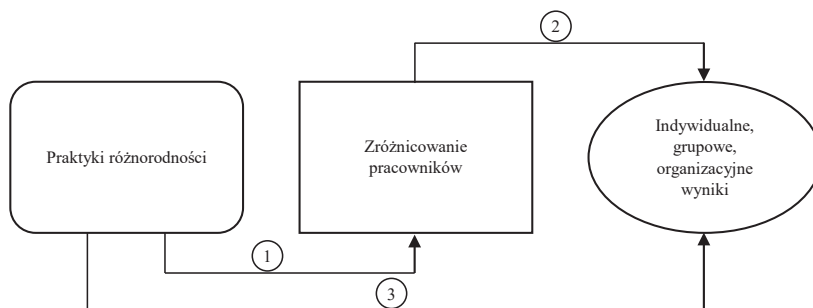 2
Praktyki różnorodności
Zróżnicowanie
pracowników
Indywidualne,
grupowe,
organizacyjne
wyniki
1
3